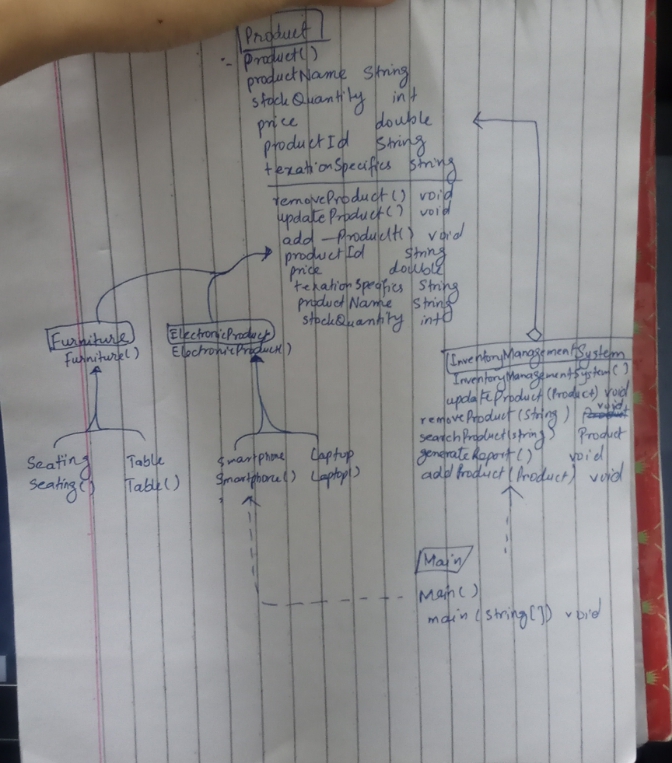 Product
Product()
productName String
stockQuantity int
price double
productId String
texationSpecifics String
removeProduct() void
updateProduct() void
add-Product() void
productId String
price double
texationSpecifics String
productName String
stockQuantity int
Furniture
Furniture()
ElectronicProduct
ElectronicProduct()
InventoryManagementSystem
InventoryManagementSystem()
updateProduct(Product) void
removeProduct(String) void
searchProduct(string) Product
generateReport() void
addProduct(Product) void
Seating Table
Seating() Table()
Smartphone Laptop
Smartphone() Laptop()
Main
Main()
main(String[]) void